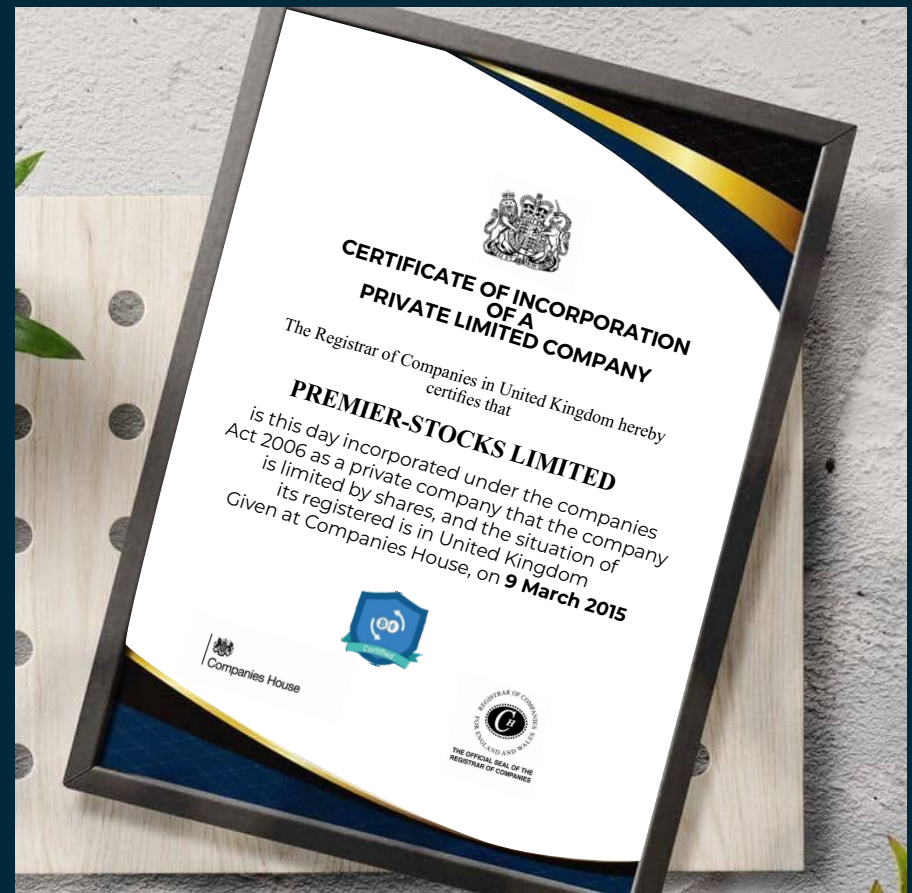 CERTIFICATE OF INCORPORATION
OF A
PRIVATE LIMITED COMPANY
The Registrar of Companies in United Kingdom hereby
certifies that
PREMIER-STOCKS LIMITED
is this day incorporated under the companies
Act 2006 as a private company that the company
is limited by shares, and the situation of
its registered is in United Kingdom
Given at Companies House, on 9 March 2015
Certified
Companies House
REGISTRAR OF COMPANIES
FOR ENGLAND AND WALES
CH
THE OFFICIAL SEAL OF THE
REGISTRAR OF COMPANIES